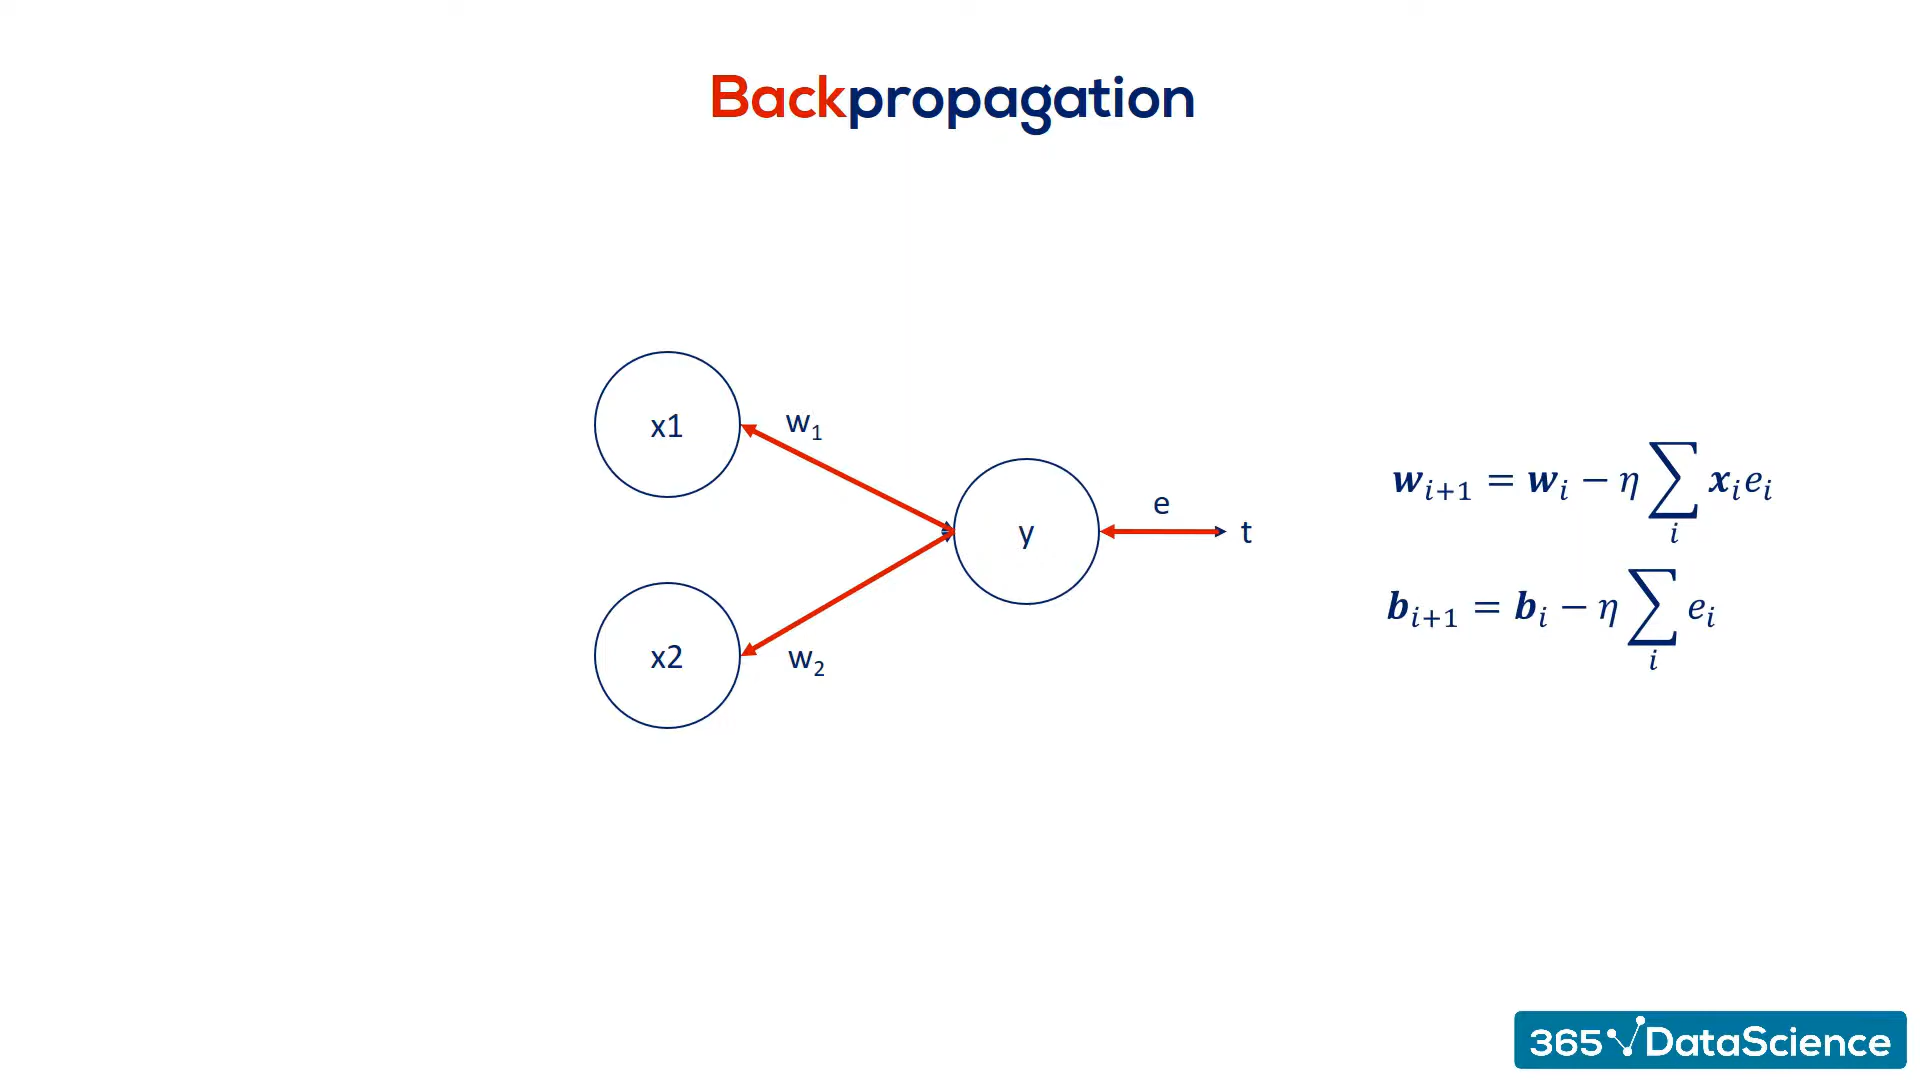 Backpropagation
x1
w₁
x2
w₂
y
e
t
𝒘ᵢ₊₁ = 𝒘ᵢ − η ∑ᵢ 𝒙ᵢeᵢ
𝒃ᵢ₊₁ = 𝒃ᵢ − η ∑ᵢ eᵢ
365 DataScience